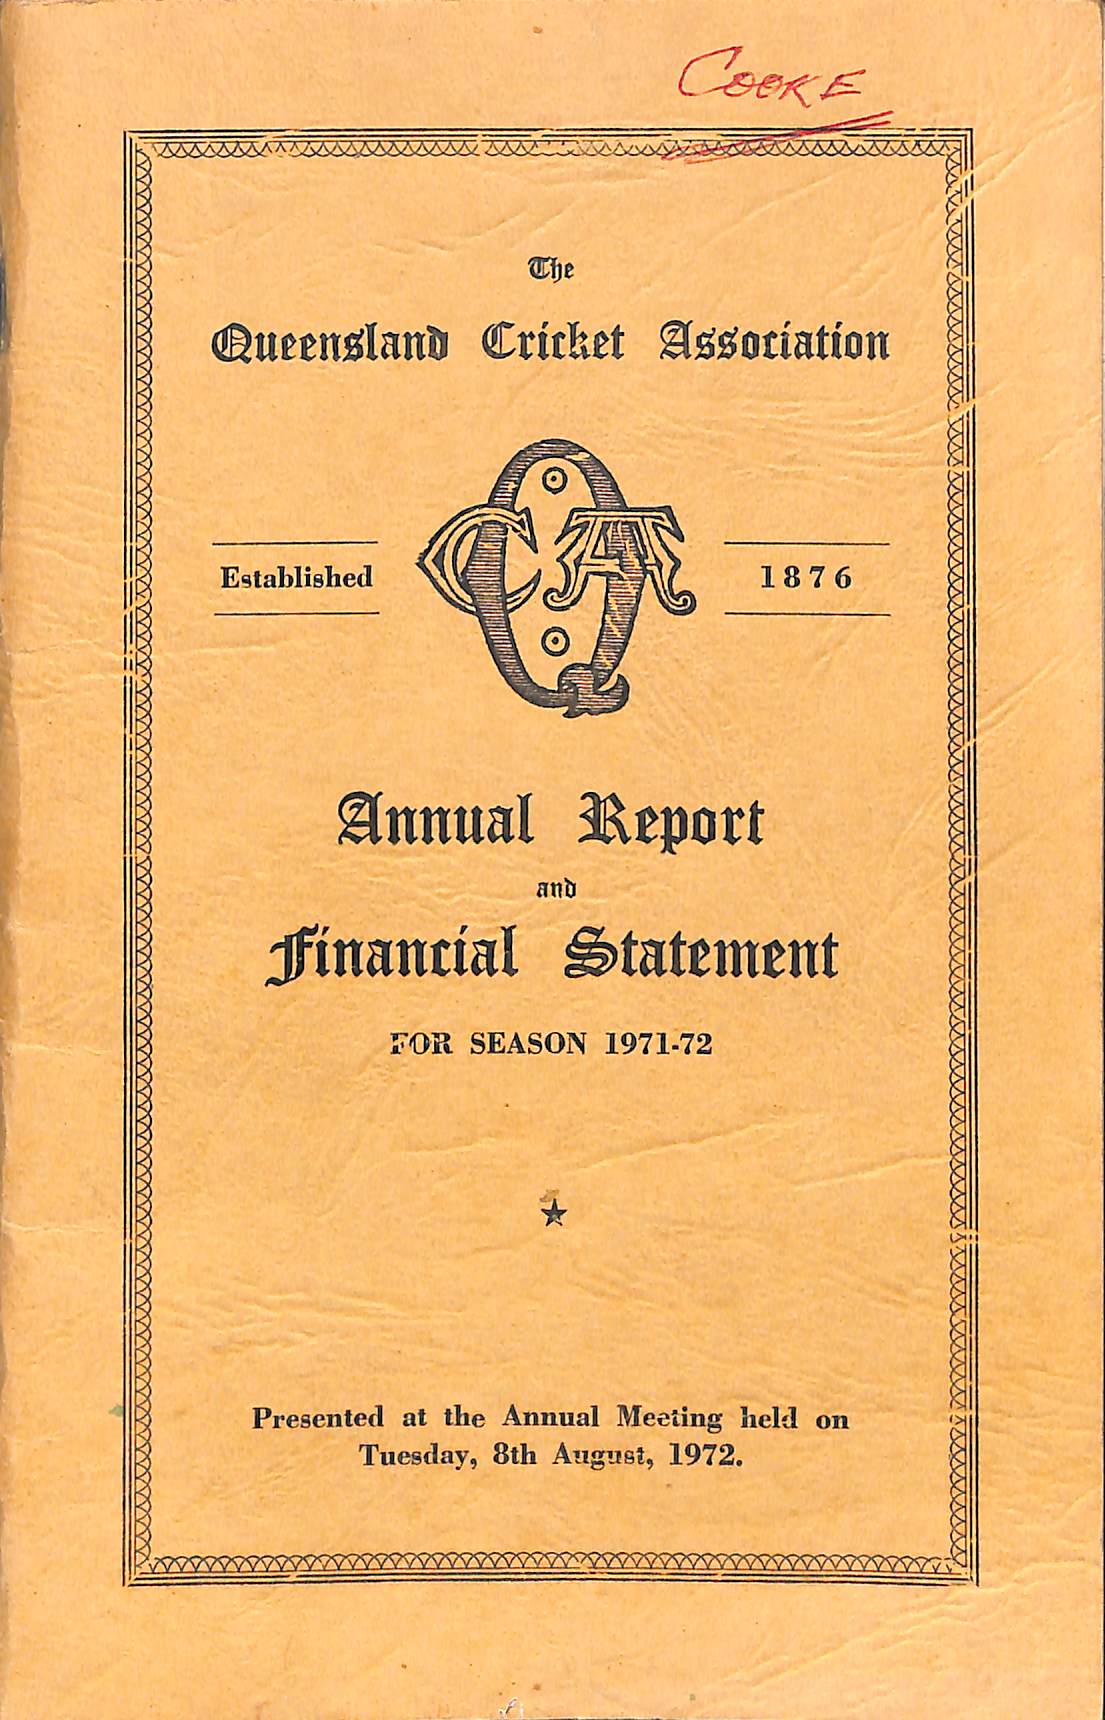 COOKE
The
Queensland Cricket Association
QCA
Established 1876
Annual Report
and
Financial Statement
FOR SEASON 1971-72
Presented at the Annual Meeting held on
Tuesday, 8th August, 1972.